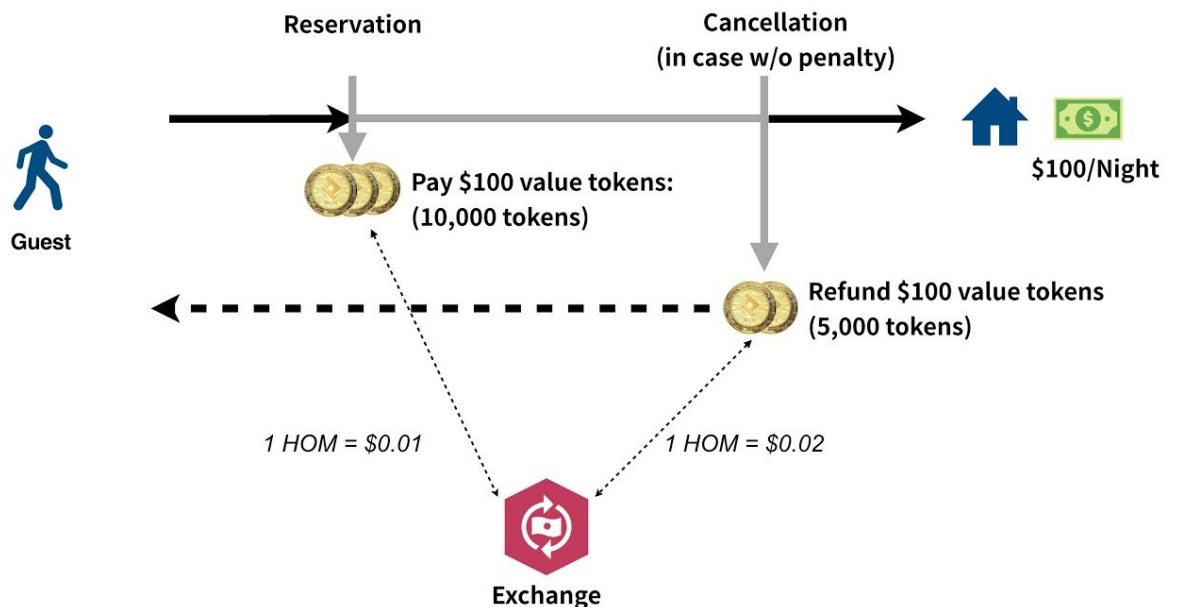 Reservation
Cancellation
(in case w/o penalty)
$100/Night
Pay $100 value tokens:
(10,000 tokens)
Guest
Refund $100 value tokens
(5,000 tokens)
1 HOM = $0.01
1 HOM = $0.02
Exchange